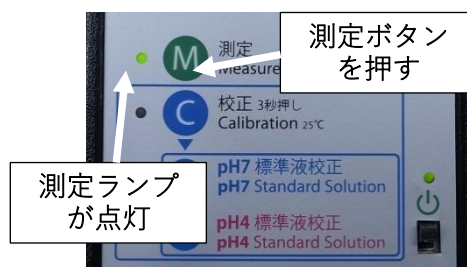 測定ボタン
を押す
M 測定
Measure
C 校正 3秒押し
Calibration 25℃
測定ランプ
が点灯
pH7 標準液校正
pH7 Standard Solution
pH4 標準液校正
pH4 Standard Solution